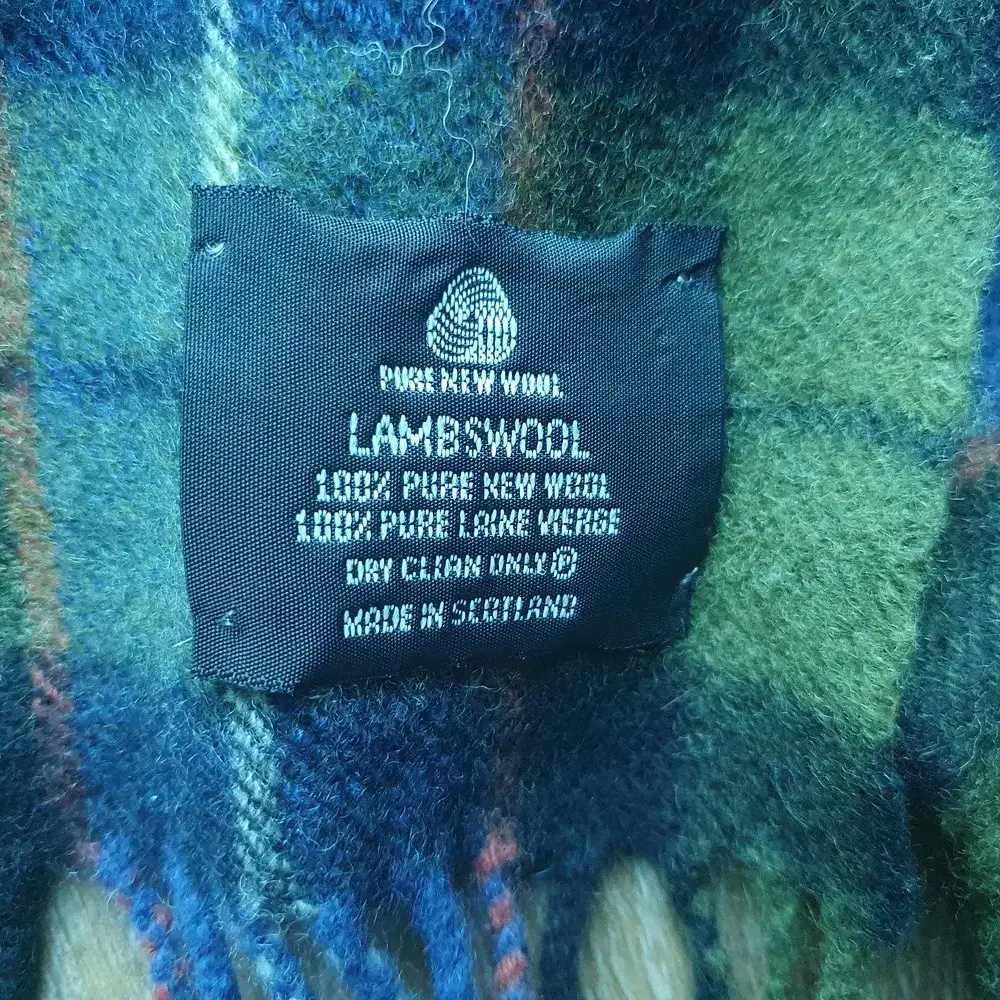 PURE NEW WOOL
LAMBSWOOL
100% PURE NEW WOOL
100% PURE LAINE VIERGE
DRY CLEAN ONLY Ⓟ
MADE IN SCOTLAND